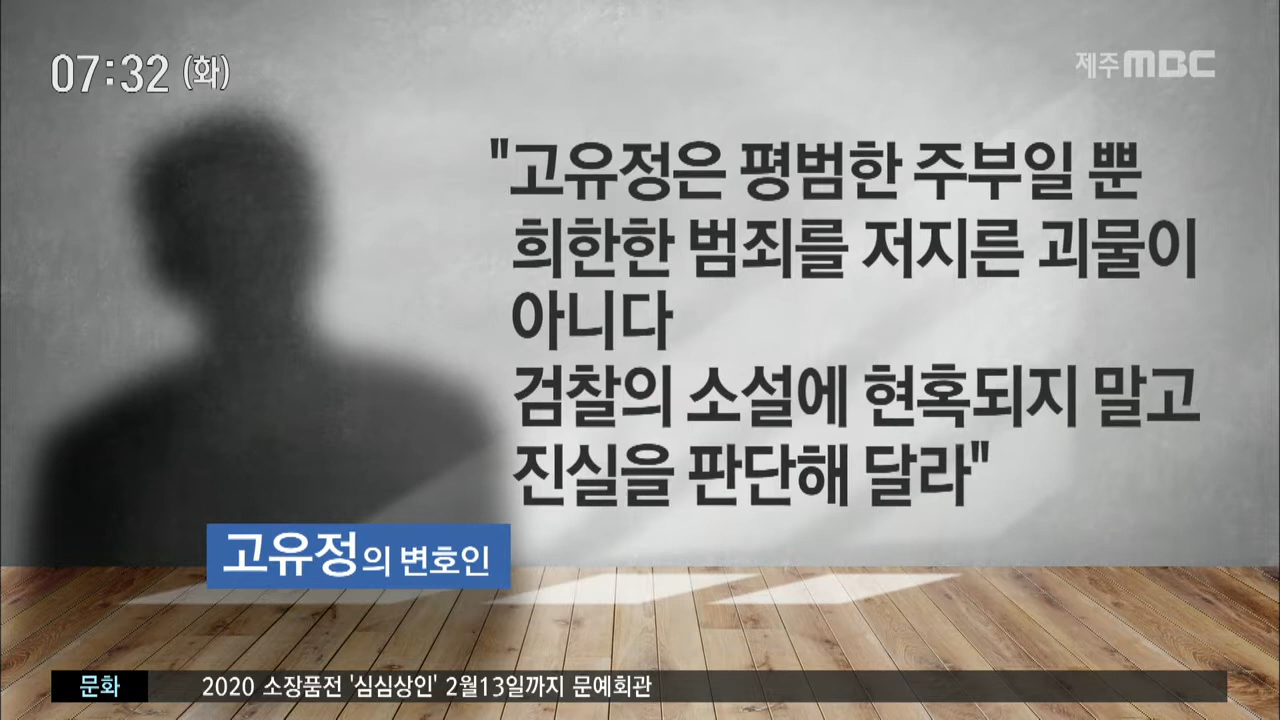 07:32 (화)
제주MBC
"고유정은 평범한 주부일 뿐
희한한 범죄를 저지른 괴물이
아니다
검찰의 소설에 현혹되지 말고
진실을 판단해 달라"
고유정의 변호인
문화 2020 소장품전 '심심상인' 2월13일까지 문예회관